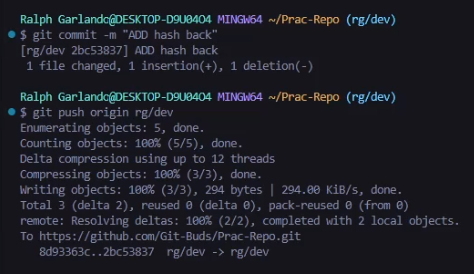 Ralph Garlandc@DESKTOP-D9U04O4 MINGW64 ~/Prac-Repo (rg/dev)
$ git commit -m "ADD hash back"
[rg/dev 2bc53837] ADD hash back
 1 file changed, 1 insertion(+), 1 deletion(-)

Ralph Garlandc@DESKTOP-D9U04O4 MINGW64 ~/Prac-Repo (rg/dev)
$ git push origin rg/dev
Enumerating objects: 5, done.
Counting objects: 100% (5/5), done.
Delta compression using up to 12 threads
Compressing objects: 100% (3/3), done.
Writing objects: 100% (3/3), 294 bytes | 294.00 KiB/s, done.
Total 3 (delta 2), reused 0 (delta 0), pack-reused 0 (from 0)
remote: Resolving deltas: 100% (2/2), completed with 2 local objects.
To https://github.com/Git-Buds/Prac-Repo.git
   8d93363c..2bc53837  rg/dev -> rg/dev